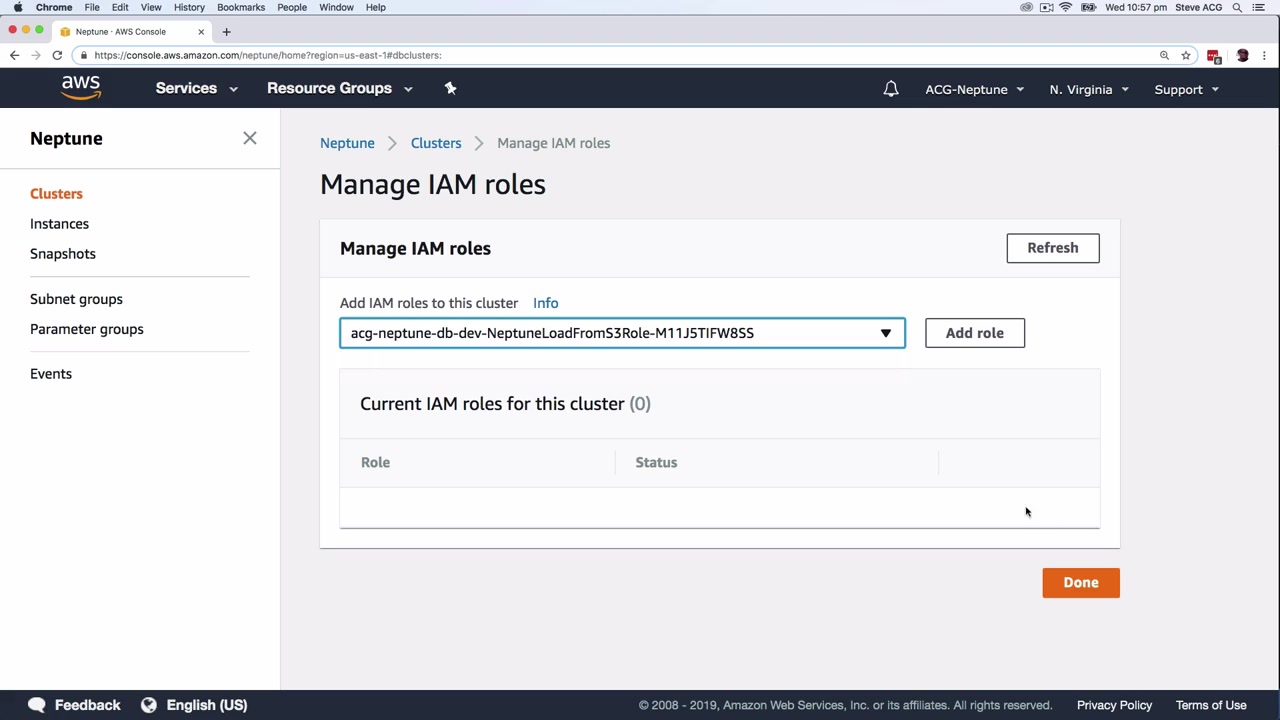 Chrome File Edit View History Bookmarks People Window Help Wed 10:57 pm Steve ACG
Neptune · AWS Console
https://console.aws.amazon.com/neptune/home?region=us-east-1#dbclusters:
aws Services Resource Groups ACG-Neptune N. Virginia Support
Neptune
Clusters
Instances
Snapshots
Subnet groups
Parameter groups
Events
Neptune Clusters Manage IAM roles
Manage IAM roles
Manage IAM roles Refresh
Add IAM roles to this cluster Info
acg-neptune-db-dev-NeptuneLoadFromS3Role-M11J5TIFW8SS Add role
Current IAM roles for this cluster (0)
Role Status
Done
Feedback English (US) © 2008 - 2019, Amazon Web Services, Inc. or its affiliates. All rights reserved. Privacy Policy Terms of Use